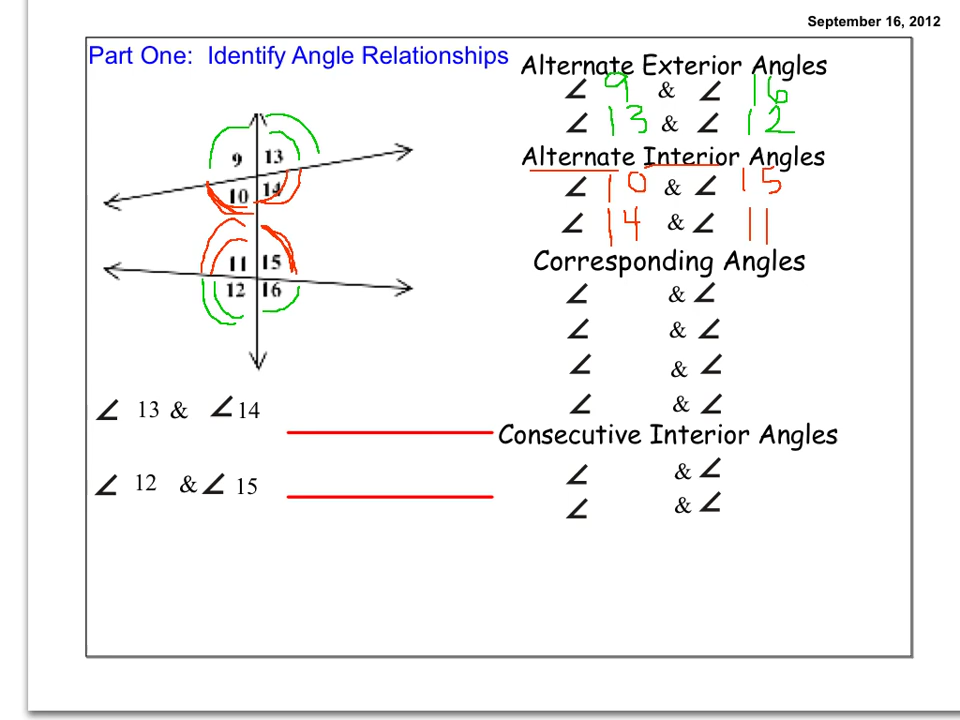 September 16, 2012
Part One: Identify Angle Relationships
Alternate Exterior Angles
∠ 9 & ∠ 16
∠ 13 & ∠ 12
Alternate Interior Angles
∠ 10 & ∠ 15
∠ 14 & ∠ 11
Corresponding Angles
∠ & ∠
∠ & ∠
∠ & ∠
∠ & ∠
Consecutive Interior Angles
∠ & ∠
∠ & ∠
9 13
10 14
11 15
12 16
∠ 13 & ∠ 14
∠ 12 & ∠ 15